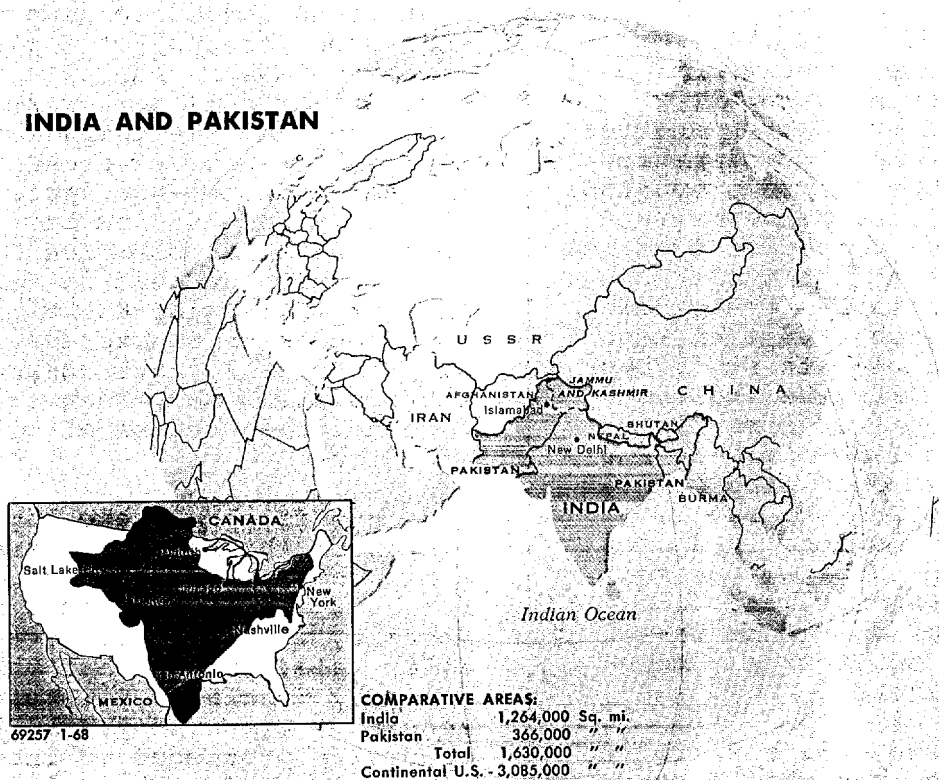 INDIA AND PAKISTAN
U S S R
JAMMU
AND KASHMIR
C H I N A
AFGHANISTAN
Islamabad
IRAN
BHUTAN
NEPAL
New Delhi
PAKISTAN
PAKISTAN
BURMA
INDIA
Indian Ocean
CANADA
Salt Lake
New
York
Nashville
San Antonio
MEXICO
69257 1-68
COMPARATIVE AREAS:
India 1,264,000 Sq. mi.
Pakistan 366,000 " "
Total 1,630,000 " "
Continental U.S. - 3,085,000 " "